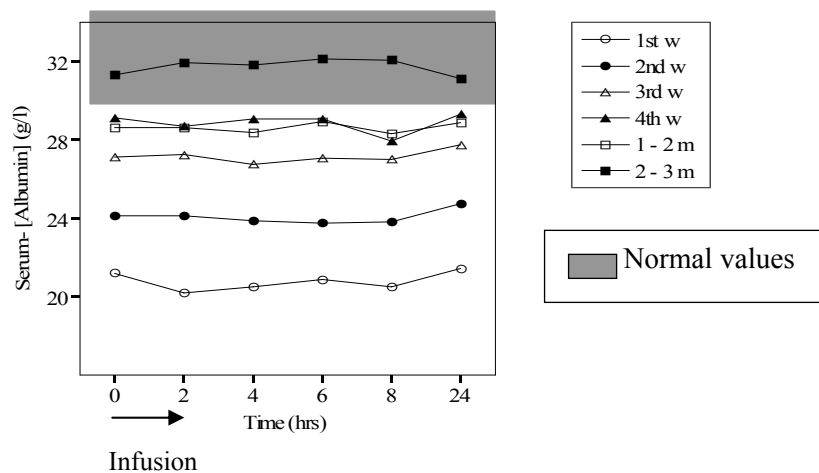 Serum- [Albumin] (g/l)
32
28
24
20
0 2 4 6 8 24
Time (hrs)
Infusion
1st w
2nd w
3rd w
4th w
1 - 2 m
2 - 3 m
Normal values